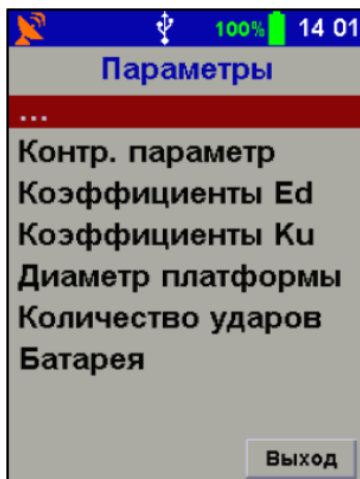 100% 14 01
Параметры
...
Контр. параметр
Коэффициенты Ed
Коэффициенты Ku
Диаметр платформы
Количество ударов
Батарея
Выход